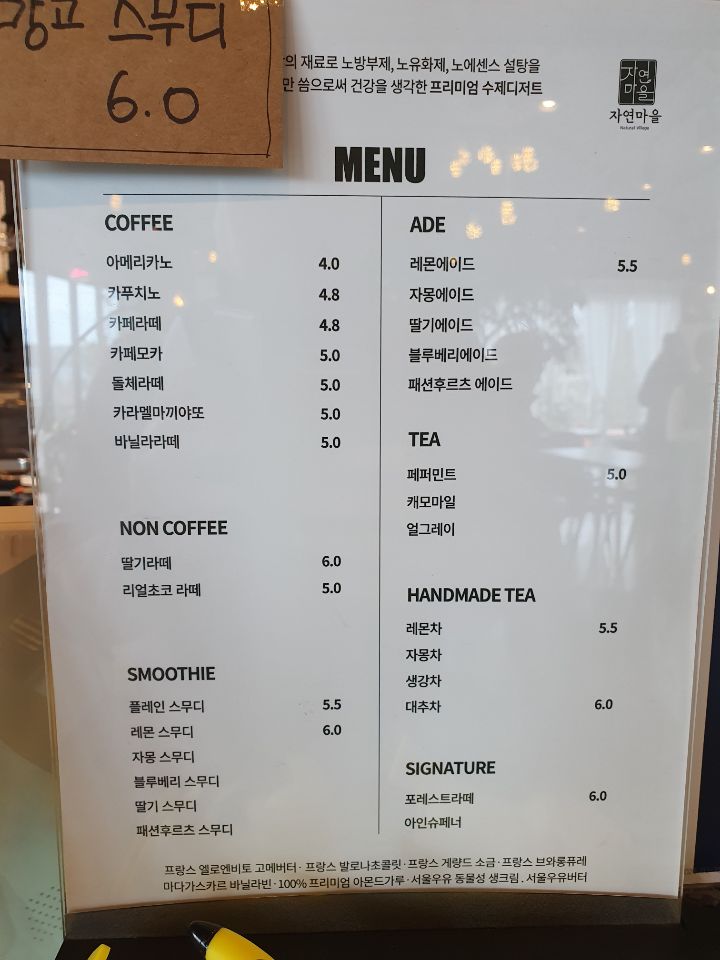 망고 스무디
6.0
의 재료로 노방부제, 노유화제, 노에센스 설탕을
만 씀으로써 건강을 생각한 프리미엄 수제디저트
자연
마을
자연마을
Natural Village
MENU
COFFEE
아메리카노 4.0
카푸치노 4.8
카페라떼 4.8
카페모카 5.0
돌체라떼 5.0
카라멜마끼야또 5.0
바닐라라떼 5.0
NON COFFEE
딸기라떼 6.0
리얼초코 라떼 5.0
SMOOTHIE
플레인 스무디 5.5
레몬 스무디 6.0
자몽 스무디
블루베리 스무디
딸기 스무디
패션후르츠 스무디
ADE
레몬에이드 5.5
자몽에이드
딸기에이드
블루베리에이드
패션후르츠 에이드
TEA
페퍼민트 5.0
캐모마일
얼그레이
HANDMADE TEA
레몬차 5.5
자몽차
생강차
대추차 6.0
SIGNATURE
포레스트라떼 6.0
아인슈페너
프랑스 엘로엔비토 고메버터 · 프랑스 발로나초콜릿 · 프랑스 게랑드 소금 · 프랑스 브와롱퓨레
마다가스카르 바닐라빈 · 100% 프리미엄 아몬드가루 · 서울우유 동물성 생크림 . 서울우유버터